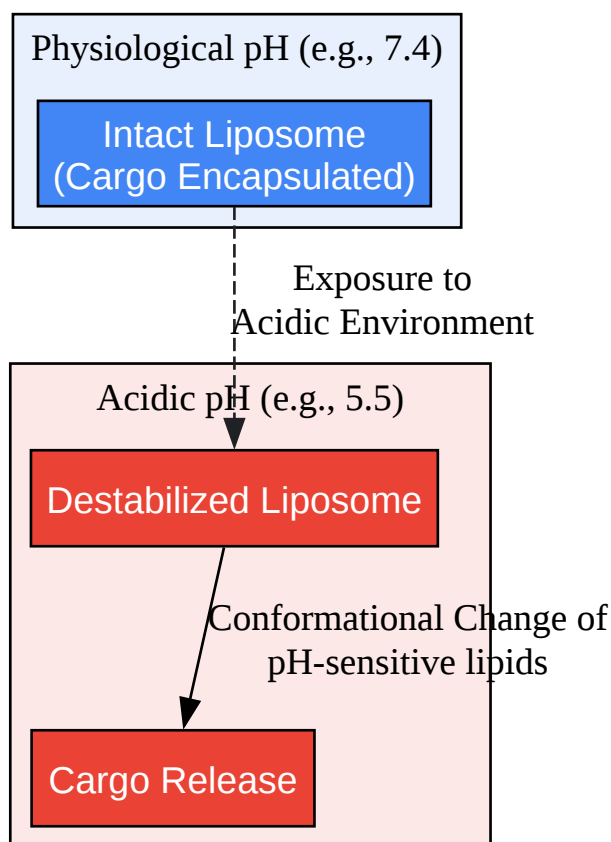 Physiological pH (e.g., 7.4)
Intact Liposome
(Cargo Encapsulated)
Exposure to
Acidic Environment
Acidic pH (e.g., 5.5)
Destabilized Liposome
Conformational Change of
pH-sensitive lipids
Cargo Release